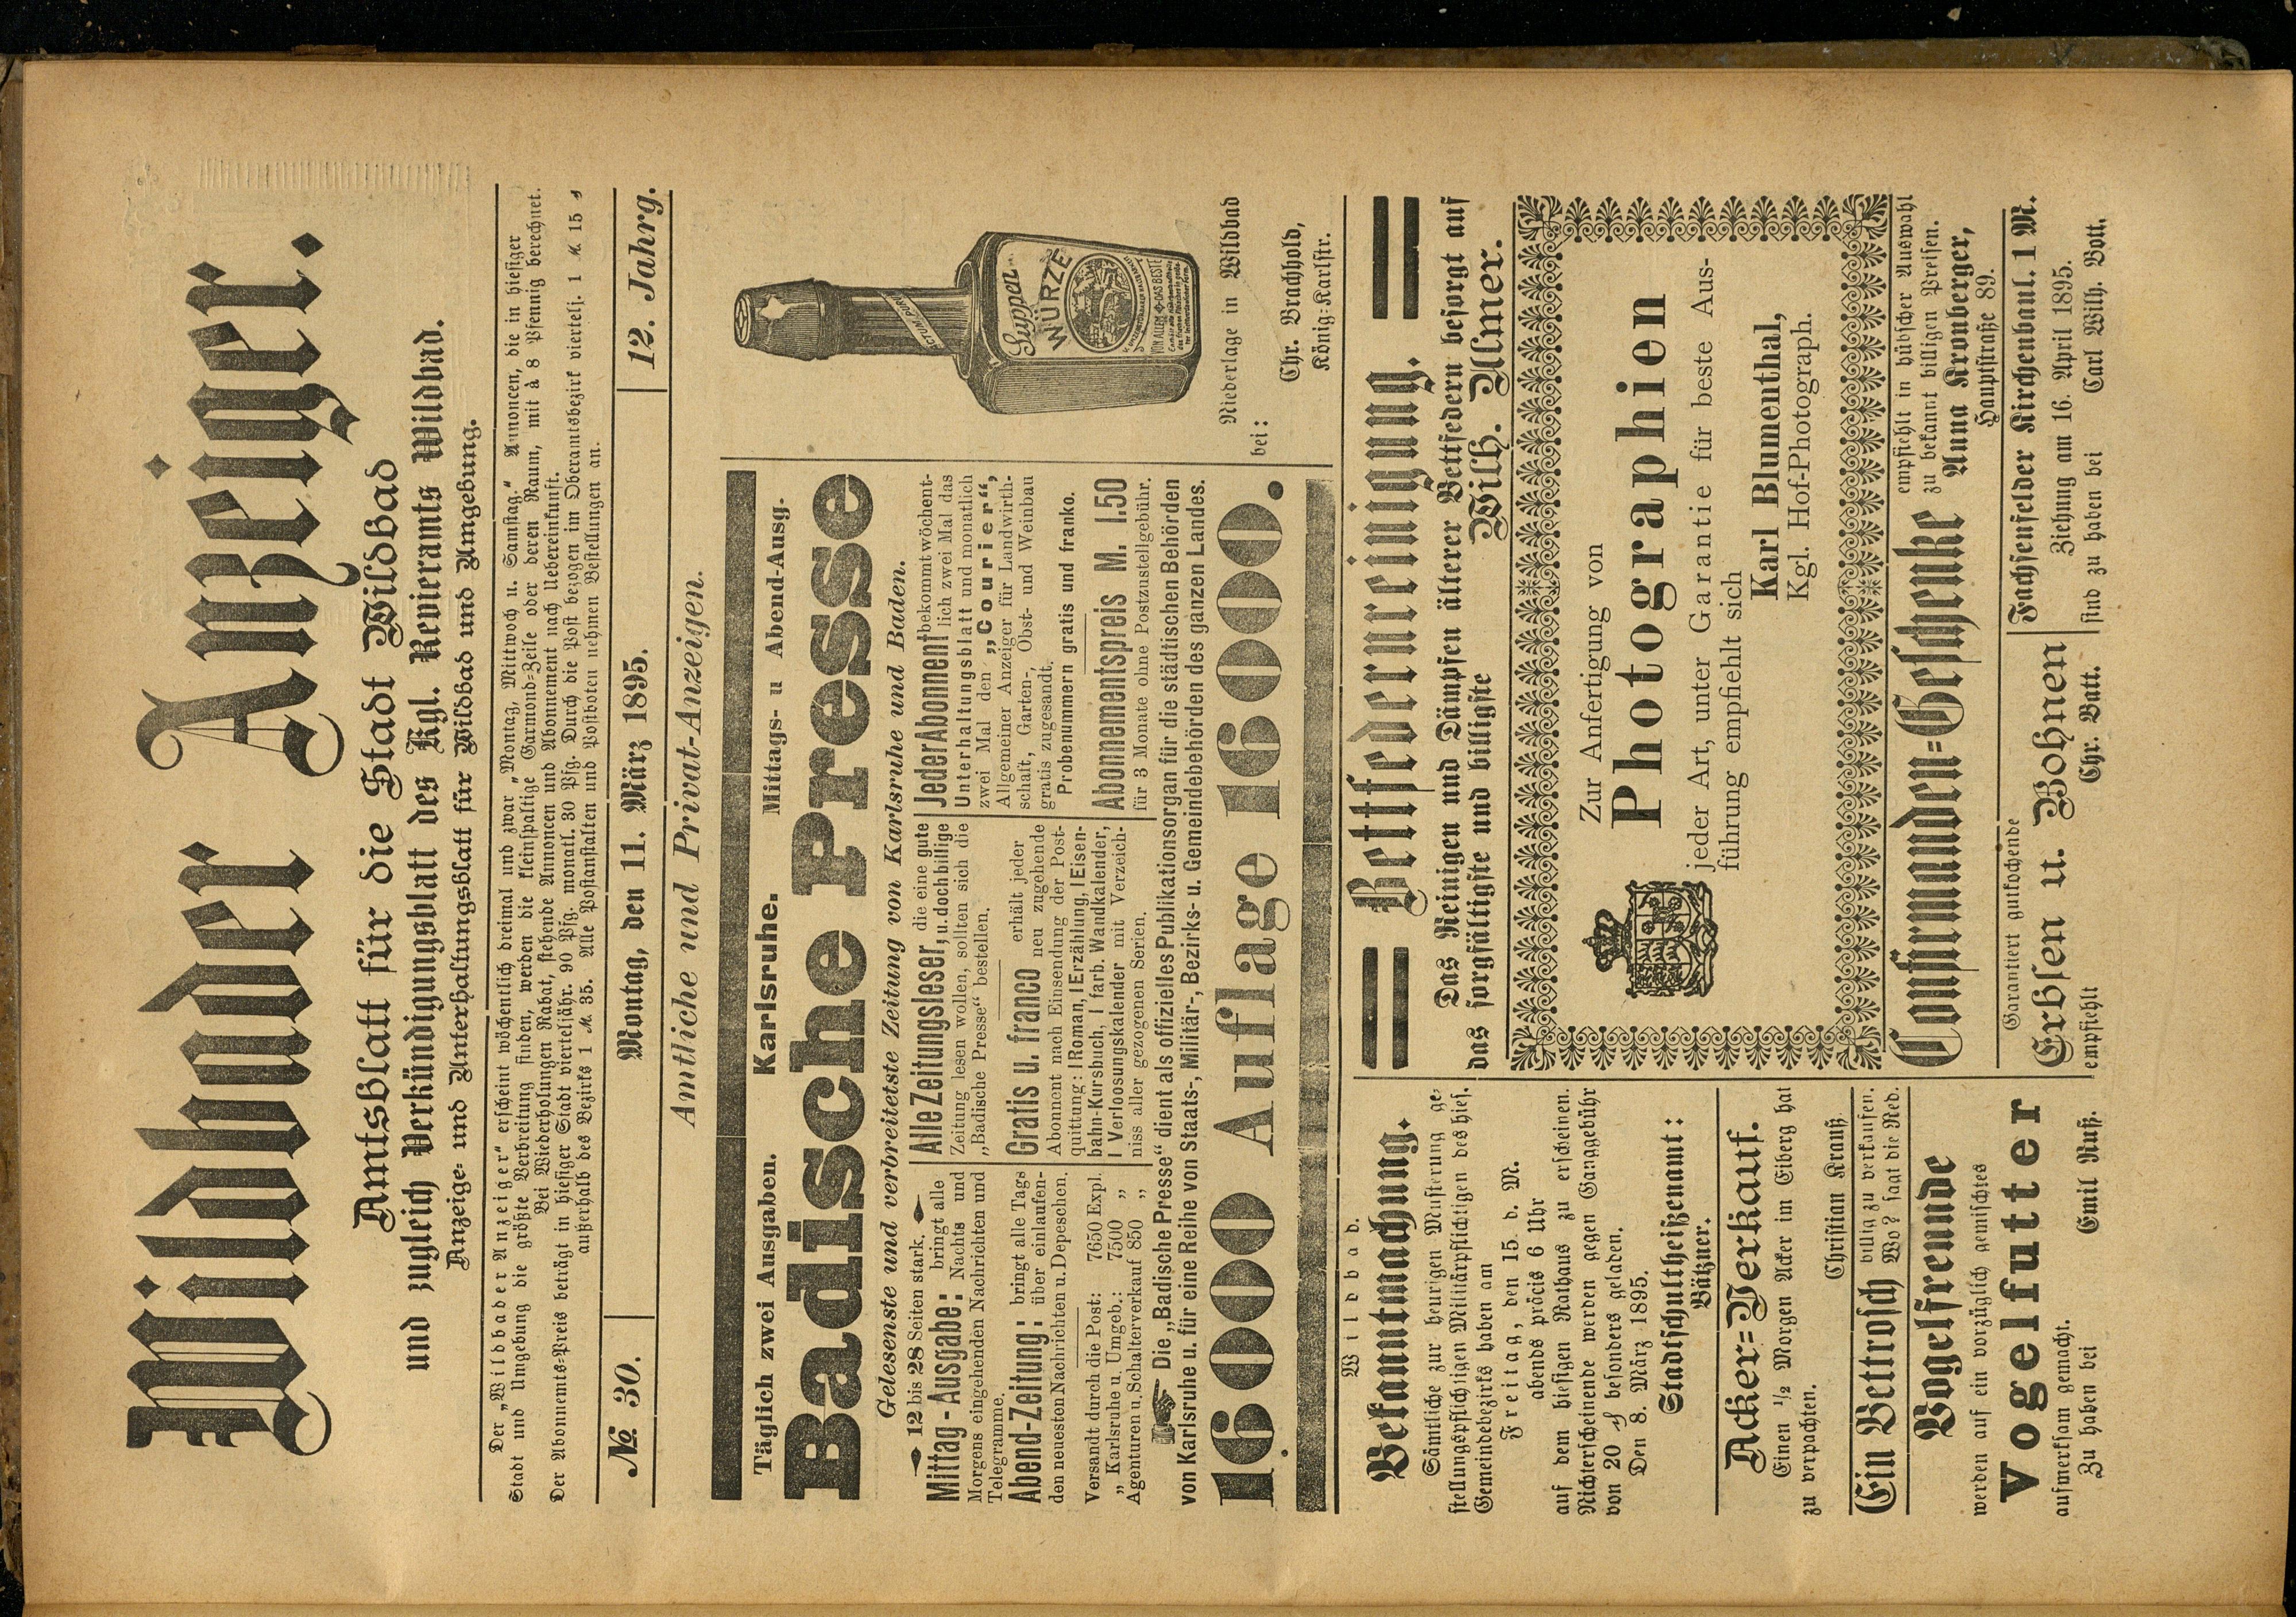 Wildbader Anzeiger.
Amtsblatt für die Stadt Wildbad
und zugleich Verkündigungsblatt des Kgl. Revieramts Wildbad.
Anzeige- und Unterhaltungsblatt für Wildbad und Umgebung.
Der „Wildbader Anzeiger“ erscheint wöchentlich dreimal und zwar „Montag, Mittwoch u. Samstag.“ Annoncen, die in hiesiger
Stadt und Umgebung die größte Verbreitung finden, werden die kleinspaltige Garmond-Zeile oder deren Raum, mit à 8 Pfennig berechnet.
Bei Wiederholungen Rabat, stehende Annoncen und Abonnement nach Uebereinkunft.
Der Abonnemts-Preis beträgt in hiesiger Stadt vierteljähr. 90 Pfg. monatl. 30 Pfg. Durch die Post bezogen im Oberamtsbezirk viertelj. 1 ℳ 15 ₰
außerhalb des Bezirks 1 ℳ 35. Alle Postanstalten und Postboten nehmen Bestellungen an.
№ 30.
Montag, den 11. März 1895.
12. Jahrg.
Amtliche und Privat-Anzeigen.
Täglich zwei Ausgaben. Karlsruhe. Mittags- u Abend-Ausg.
Badische Presse
Gelesenste und verbreitetste Zeitung von Karlsruhe und Baden.
12 bis 28 Seiten stark.
Mittag-Ausgabe: bringt alle
Nachts und
Morgens eingehenden Nachrichten und
Telegramme.
Abend-Zeitung: bringt alle Tags
über einlaufen-
den neuesten Nachrichten u. Depeschen.
Versandt durch die Post: 7650 Expl.
„ Karlsruhe u. Umgeb.: 7500 „
Agenturen u. Schalterverkauf 850 „
Alle Zeitungsleser, die eine gute
u. doch billige
Zeitung lesen wollen, sollten sich die
„Badische Presse“ bestellen.
Gratis u. franco erhält jeder
neu zugehende
Abonnent nach Einsendung der Post-
quittung: 1 Roman, 1 Erzählung, 1 Eisen-
bahn-Kursbuch, 1 farb. Wandkalender,
1 Verloosungskalender mit Verzeich-
niss aller gezogenen Serien.
Jeder Abonnent bekommt wöchent-
lich zwei Mal das
Unterhaltungsblatt und monatlich
zwei Mal den „Courier“,
Allgemeiner Anzeiger für Landwirth-
schaft, Garten-, Obst- und Weinbau
gratis zugesandt.
Probenummern gratis und franko.
Abonnementspreis M. 1.50
für 3 Monate ohne Postzustellgebühr.
Die „Badische Presse“ dient als offizielles Publikationsorgan für die städtischen Behörden
von Karlsruhe u. für eine Reihe von Staats-, Militär-, Bezirks- u. Gemeindebehörden des ganzen Landes.
16000 Auflage 16000.
Suppen
WÜRZE
VON ALLEM DAS BESTE
Niederlage in Wildbad
bei:
Chr. Brachhold,
König-Karlstr.
Wildbad.
Bekanntmachung.
Sämtliche zur heurigen Musterung ge-
stellungspflichtigen Militärpflichtigen des hies.
Gemeindebezirks haben am
Freitag, den 15. d. M.
abends präcis 6 Uhr
auf dem hiesigen Rathaus zu erscheinen.
Nichterscheinende werden gegen Ganggebühr
von 20 ₰ besonders geladen.
Den 8. März 1895.
Stadtschultheißenamt:
Bätzner.
Acker-Verkauf.
Einen ½ Morgen Acker im Eiberg hat
zu verpachten.
Christian Krauß
Ein Bettrosch billig zu verkaufen.
Wo? sagt die Red.
Vogelfreunde
werden auf ein vorzüglich gemischtes
Vogelfutter
aufmerksam gemacht.
Zu haben bei Emil Ruß.
Bettfedernreinigung.
Das Reinigen und Dämpfen älterer Bettfedern besorgt auf
das sorgfältigste und billigste
Wilh. Ulmer.
Zur Anfertigung von
Photographien
jeder Art, unter Garantie für beste Aus-
führung empfiehlt sich
Karl Blumenthal,
Kgl. Hof-Photograph.
Confirmanden-Geschenke empfiehlt in hübscher Auswahl
zu bekannt billigen Preisen.
Anna Kronberger,
Hauptstraße 89.
Garantiert gutkochende
Erbsen u. Bohnen
empfiehlt Chr. Batt.
Fachsenfelder Kirchenbaul. 1 M.
Ziehung am 16. April 1895.
sind zu haben bei Carl Wilh. Bott.